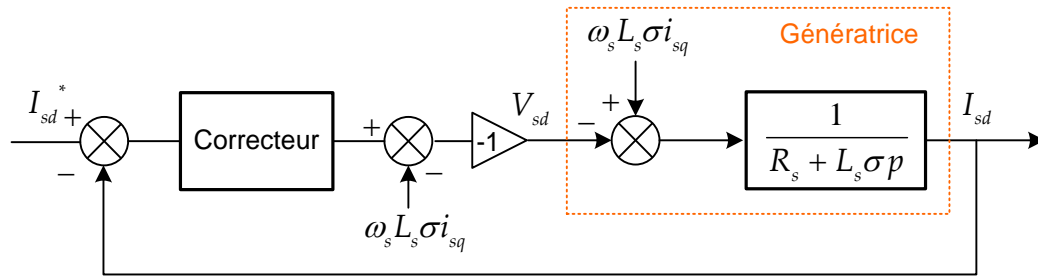 Génératrice
ω_s L_s σ i_sq
I_sd* + −
Correcteur
+ −
ω_s L_s σ i_sq
-1
V_sd
− +
1
R_s + L_s σ p
I_sd